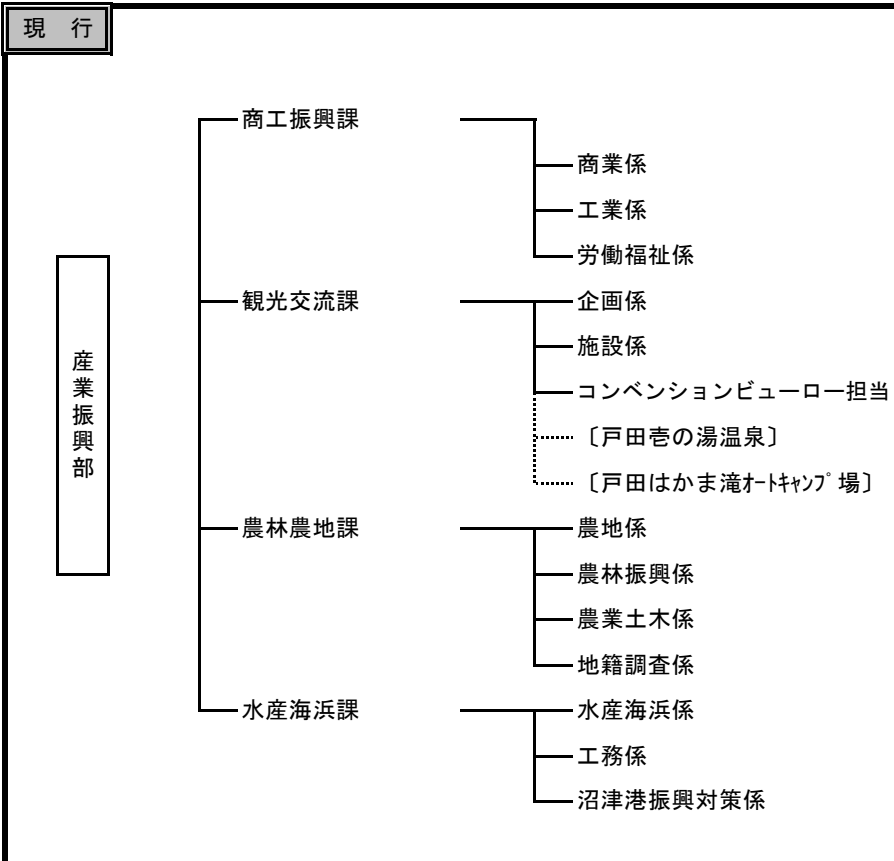 現 行
商工振興課
商業係
工業係
労働福祉係
産業振興部
観光交流課
企画係
施設係
コンベンションビューロー担当
〔戸田壱の湯温泉〕
〔戸田はかま滝ｵｰﾄｷｬﾝﾌﾟ場〕
農林農地課
農地係
農林振興係
農業土木係
地籍調査係
水産海浜課
水産海浜係
工務係
沼津港振興対策係